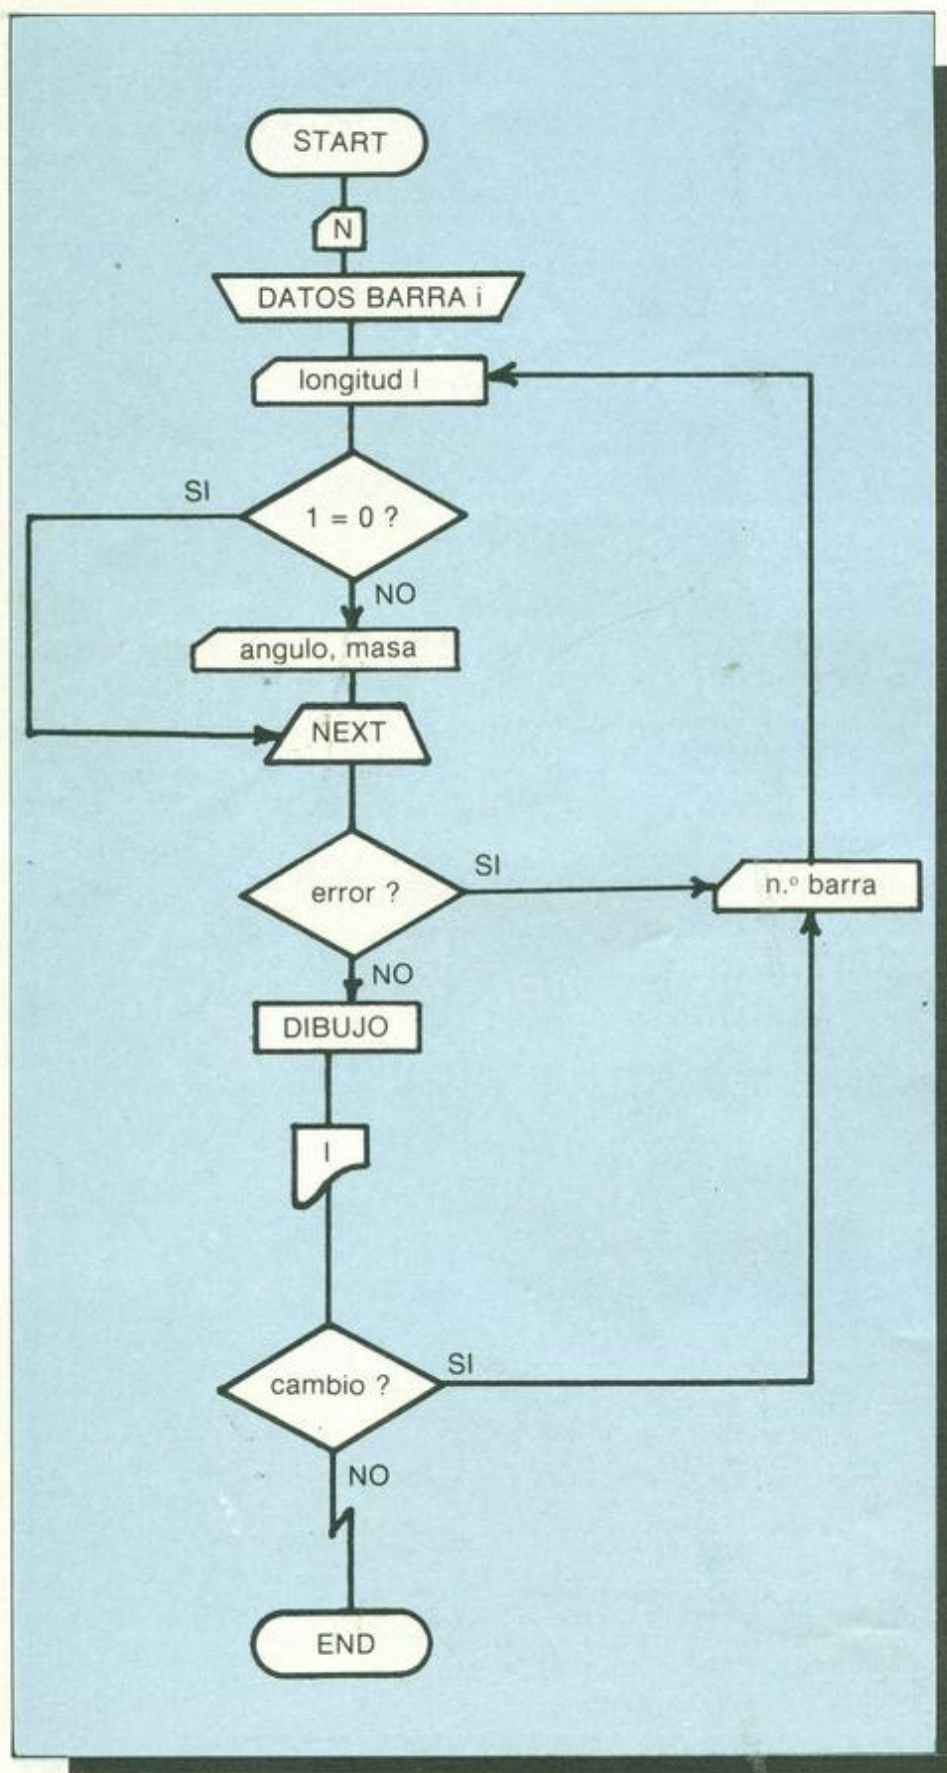 START
N
DATOS BARRA i
longitud l
SI
1 = 0 ?
NO
angulo, masa
NEXT
SI
error ?
n.º barra
NO
DIBUJO
I
SI
cambio ?
NO
END